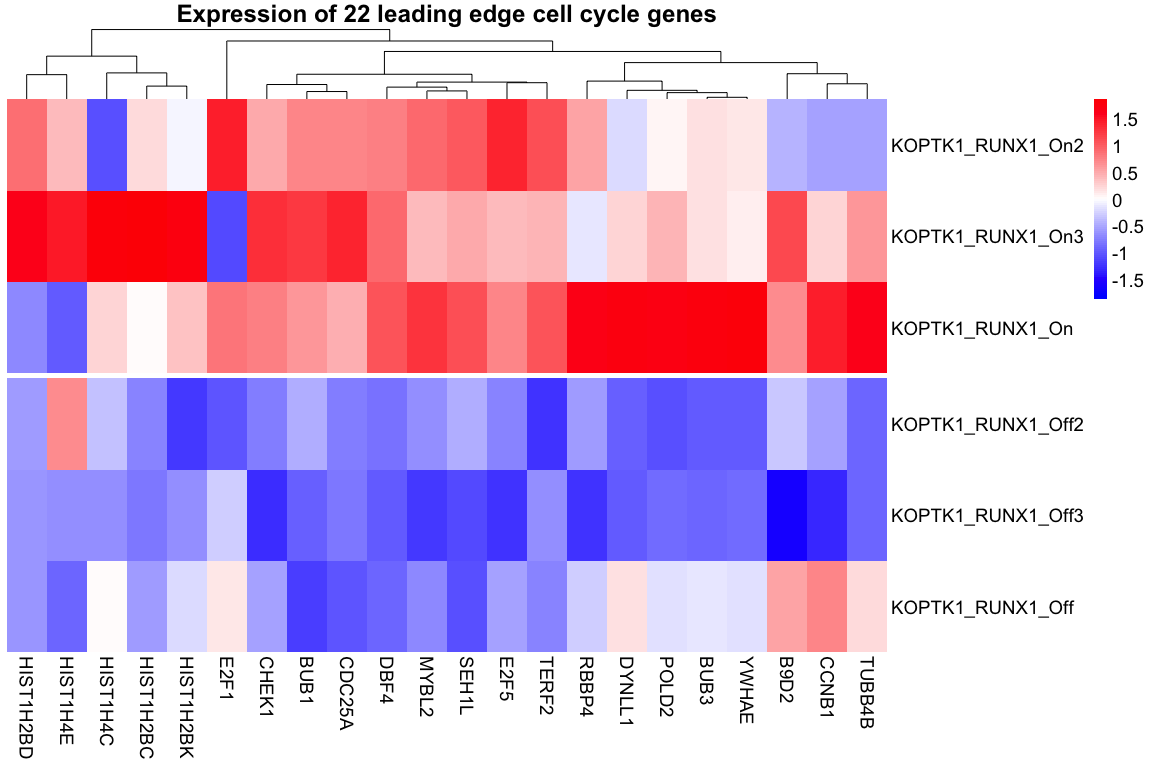 Expression of 22 leading edge cell cycle genes
KOPTK1_RUNX1_On2
KOPTK1_RUNX1_On3
KOPTK1_RUNX1_On
KOPTK1_RUNX1_Off2
KOPTK1_RUNX1_Off3
KOPTK1_RUNX1_Off
1.5
1
0.5
0
-0.5
-1
-1.5
HIST1H2BD
HIST1H4E
HIST1H4C
HIST1H2BC
HIST1H2BK
E2F1
CHEK1
BUB1
CDC25A
DBF4
MYBL2
SEH1L
E2F5
TERF2
RBBP4
DYNLL1
POLD2
BUB3
YWHAE
B9D2
CCNB1
TUBB4B